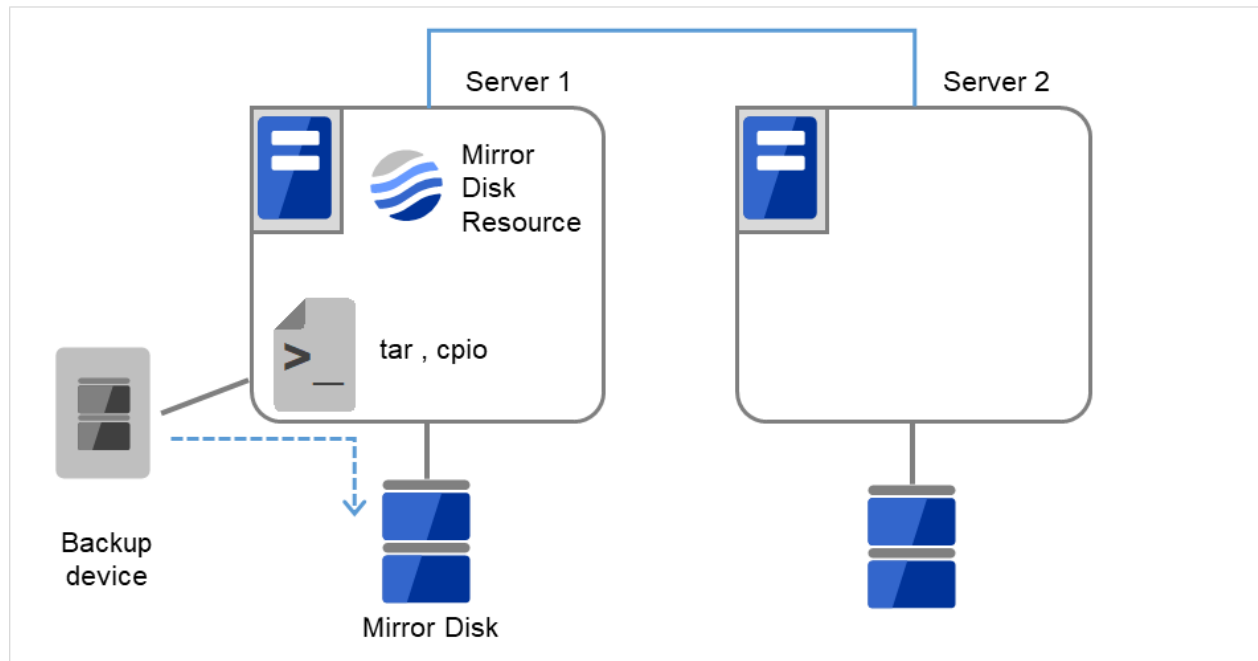 Server 1
Server 2
Mirror
Disk
Resource
>_
tar , cpio
Backup
device
Mirror Disk